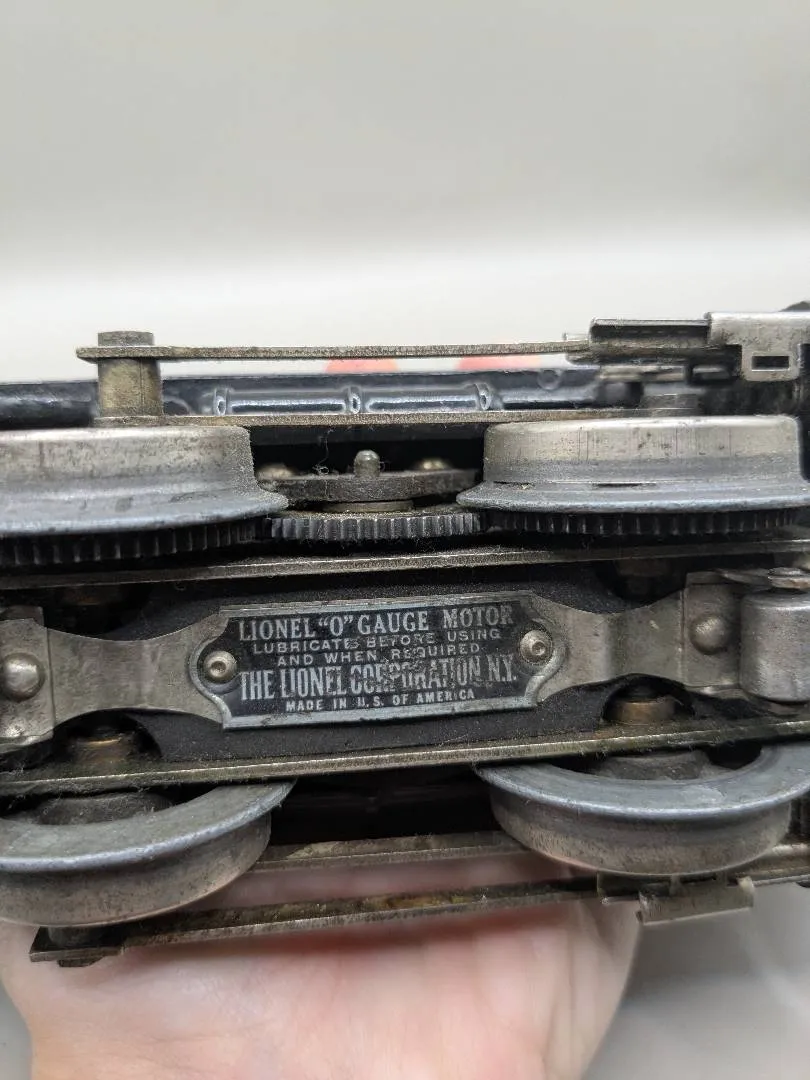 LIONEL "O" GAUGE MOTOR
LUBRICATE BEFORE USING
AND WHEN REQUIRED
THE LIONEL CORPORATION, N.Y.
MADE IN U.S. OF AMERICA